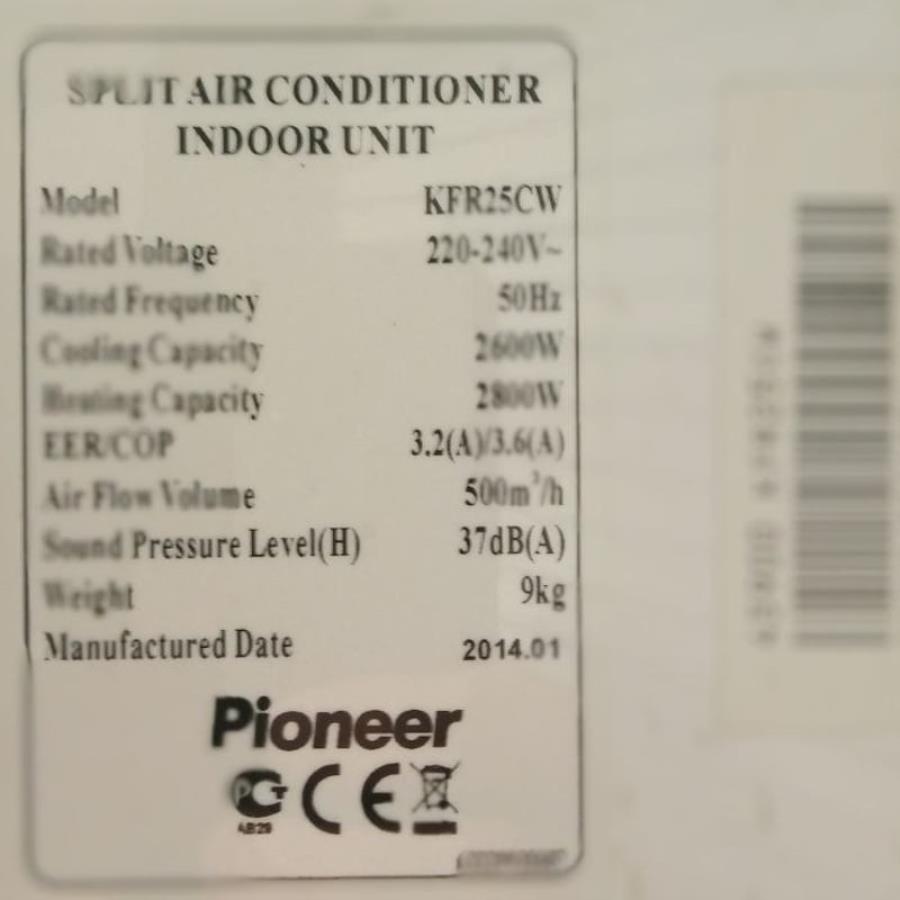 SPLIT AIR CONDITIONER
INDOOR UNIT
Model KFR25CW
Rated Voltage 220-240V~
Rated Frequency 50Hz
Cooling Capacity 2600W
Heating Capacity 2800W
EER/COP 3.2(A)/3.6(A)
Air Flow Volume 500m³/h
Sound Pressure Level(H) 37dB(A)
Weight 9kg
Manufactured Date 2014.01
Pioneer
PCT CE
AB29